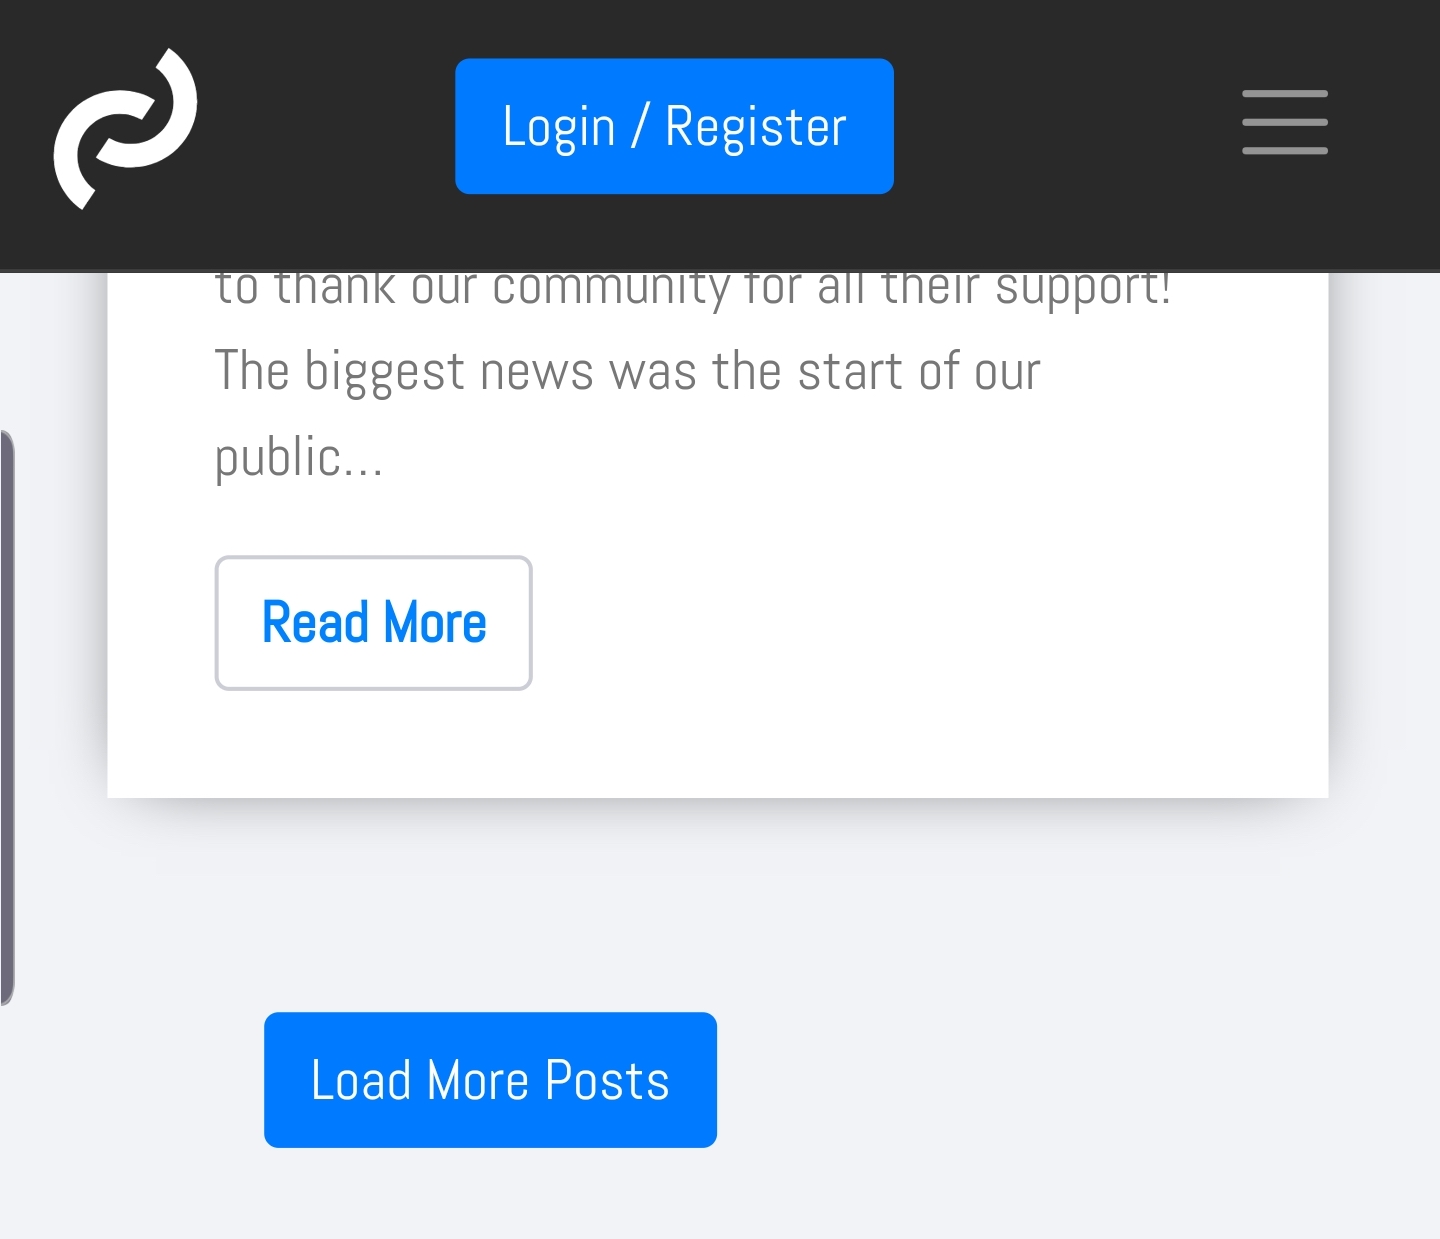 Login / Register
to thank our community for all their support!
The biggest news was the start of our
public...
Read More
Load More Posts